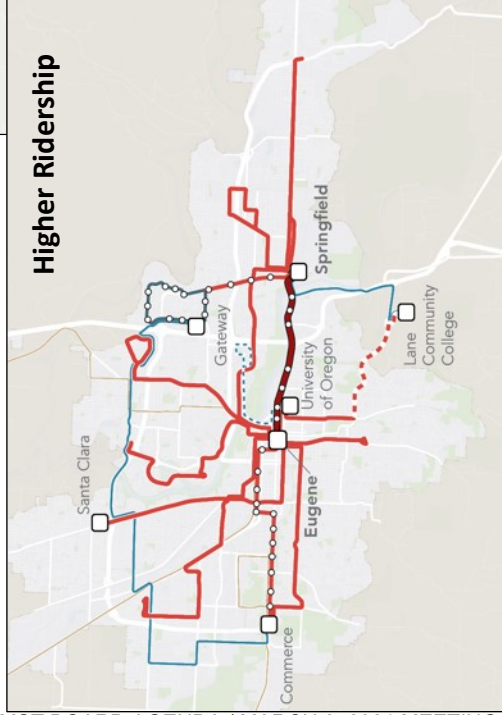 Higher Ridership
Santa Clara
Gateway
Springfield
University
of Oregon
Lane
Community
College
Eugene
Commerce